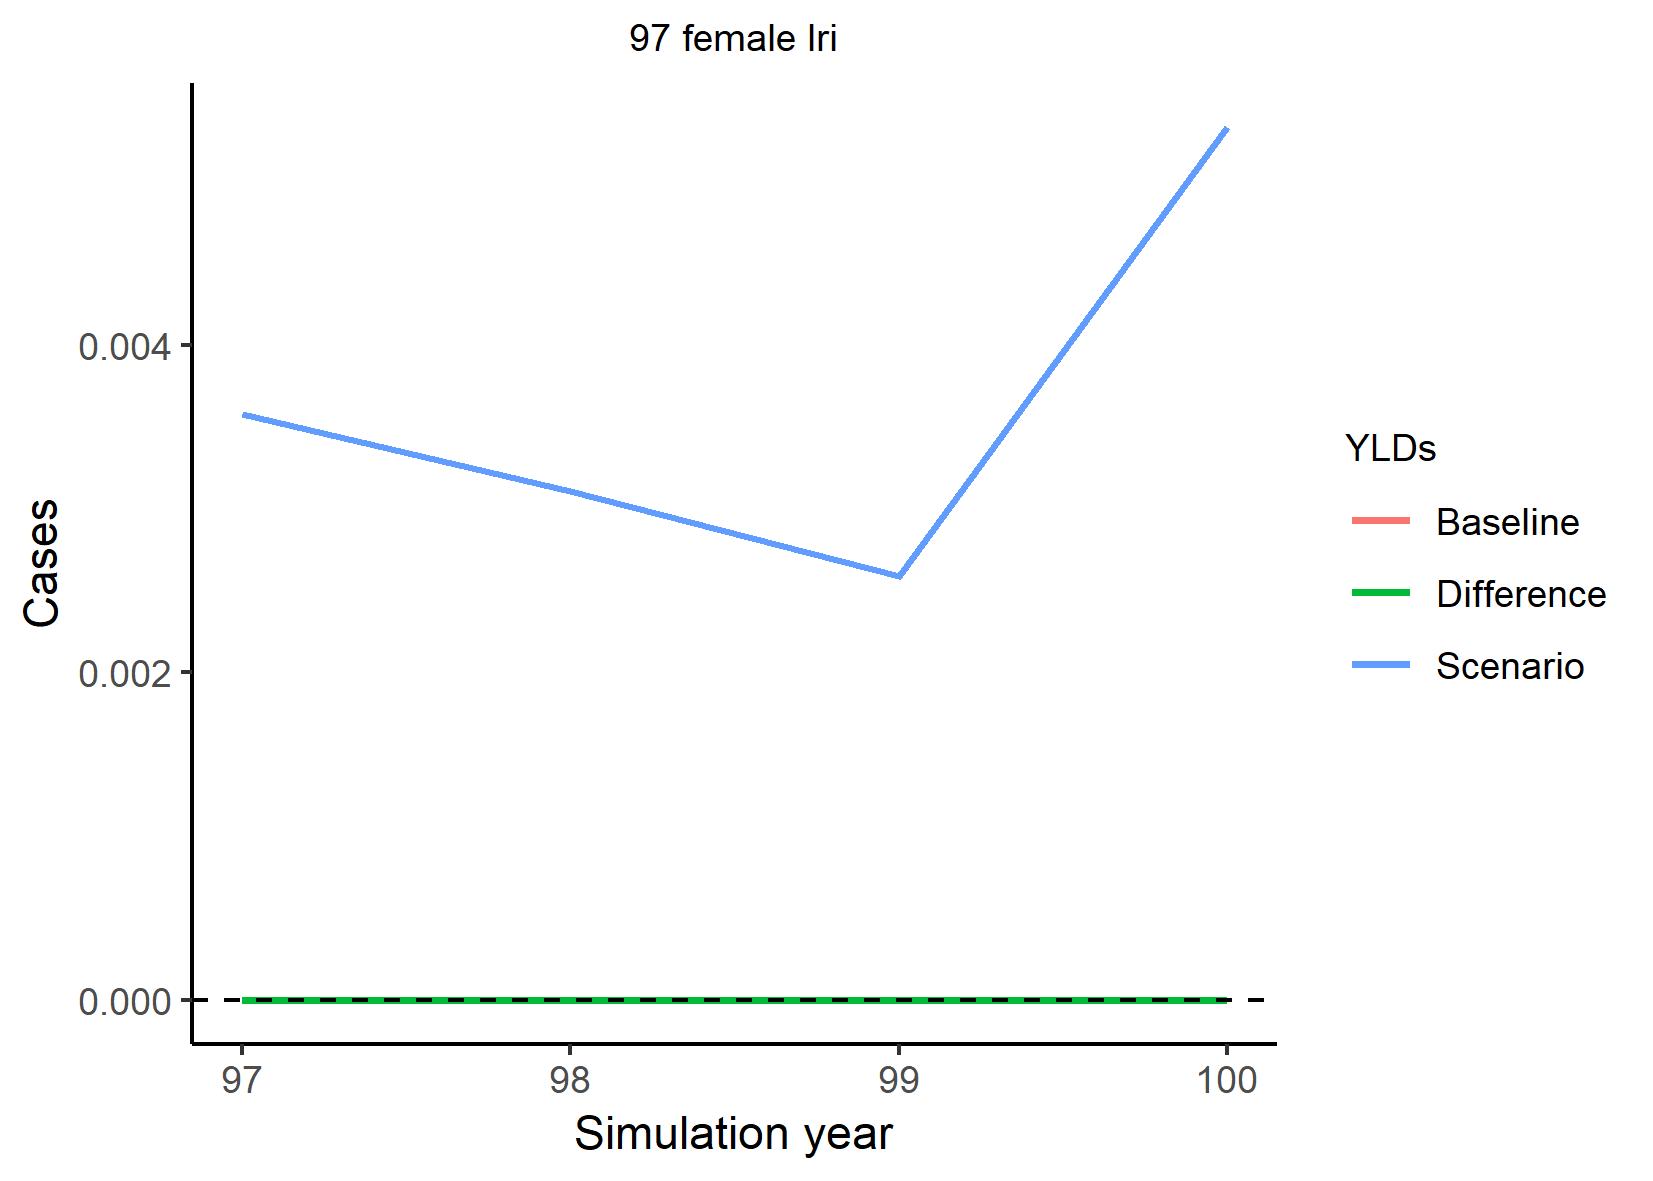 97 female lri
Cases
0.004
0.002
0.000
97 98 99 100
Simulation year
YLDs
Baseline
Difference
Scenario